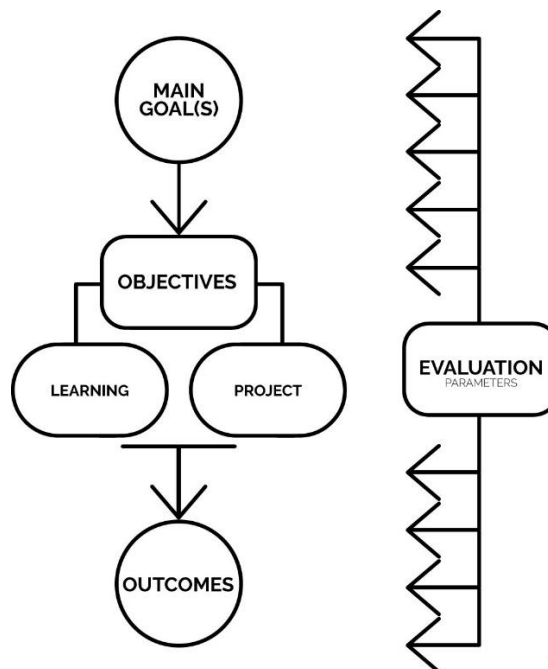 MAIN
GOAL(S)
OBJECTIVES
LEARNING
PROJECT
OUTCOMES
EVALUATION
PARAMETERS